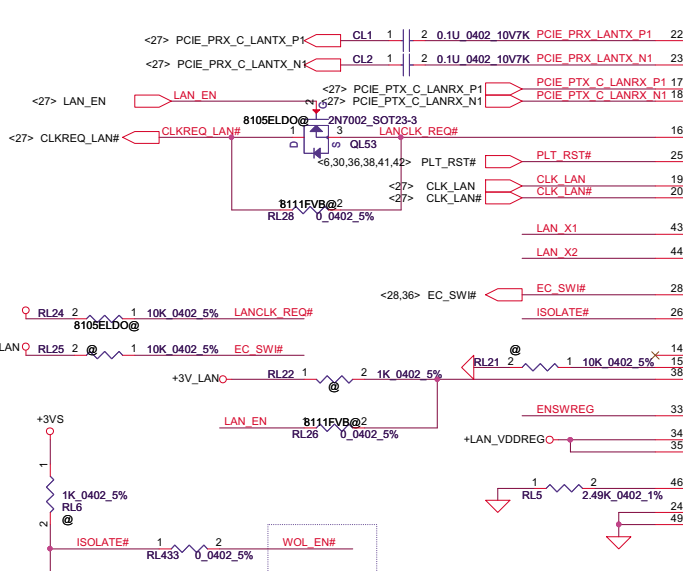 <27> PCIE_PRX_C_LANTX_P1 CL1 1 2 0.1U_0402_10V7K PCIE_PRX_LANTX_P1 22
<27> PCIE_PRX_C_LANTX_N1 CL2 1 2 0.1U_0402_10V7K PCIE_PRX_LANTX_N1 23
<27> PCIE_PTX_C_LANRX_P1 PCIE_PTX_C_LANRX_P1 17
<27> LAN_EN LAN_EN 2 G <27> PCIE_PTX_C_LANRX_N1 PCIE_PTX_C_LANRX_N1 18
8105ELDO@ 2N7002_SOT23-3
<27> CLKREQ_LAN# CLKREQ_LAN# 1 3 LANCLK_REQ# 16
D S QL53
<6,30,36,38,41,42> PLT_RST# PLT_RST# 25
<27> CLK_LAN CLK_LAN 19
<27> CLK_LAN# CLK_LAN# 20
1 8111FVB@ 2
RL28 0_0402_5%
LAN_X1 43
LAN_X2 44
<28,36> EC_SWI# EC_SWI# 28
RL24 2 1 10K_0402_5% LANCLK_REQ# ISOLATE# 26
8105ELDO@
LAN RL25 2 @ 1 10K_0402_5% EC_SWI# @ 14
RL21 2 1 10K_0402_5% 15
+3V_LAN RL22 1 2 1K_0402_5% 38
@
ENSWREG 33
LAN_EN 1 8111FVB@ 2
RL26 0_0402_5%
+LAN_VDDREG 34
35
+3VS
1
1K_0402_5%
RL6
2 @
1 2 46
RL5 2.49K_0402_1%
24
49
ISOLATE# 1 2 WOL_EN#
RL433 0_0402_5%